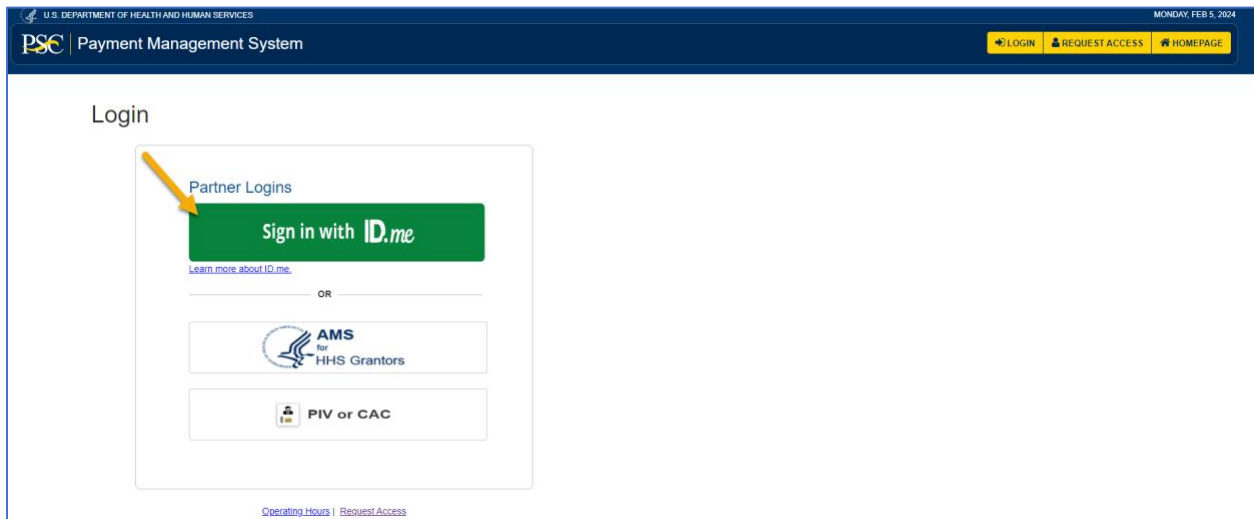 U.S. DEPARTMENT OF HEALTH AND HUMAN SERVICES
MONDAY, FEB 5, 2024
PSC | Payment Management System
LOGIN
REQUEST ACCESS
HOMEPAGE
Login
Partner Logins
Sign in with ID.me
Learn more about ID.me.
OR
AMS
for
HHS Grantors
PIV or CAC
Operating Hours | Request Access